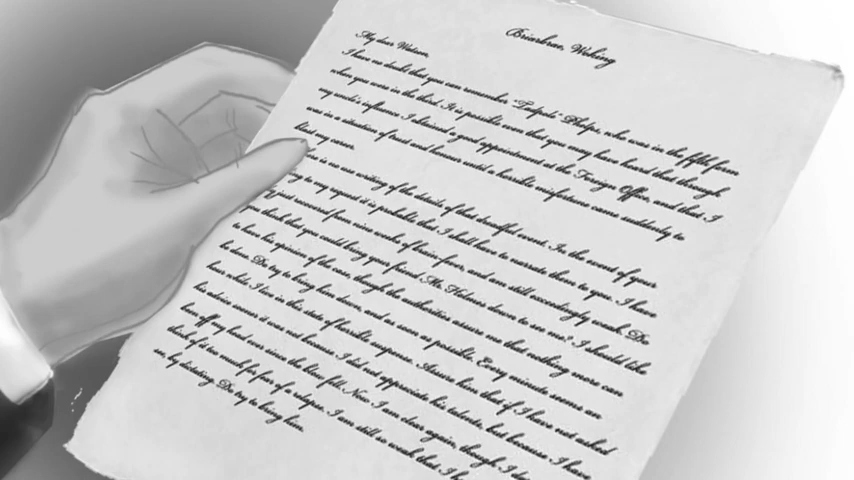 Briarbrae, Woking
My dear Watson,
I have no doubt that you can remember "Tadpole" Phelps, who was in the fifth form
when you were in the third. It is possible even that you may have heard that through
my uncle's influence I obtained a good appointment at the Foreign Office, and that I
was in a situation of trust and honour until a horrible misfortune came suddenly to
blast my career.
is no use writing of the details of that dreadful event. In the event of your
to my request it is probable that I shall have to narrate them to you. I have
just recovered from nine weeks of brain fever, and am still exceedingly weak. Do
you think that you could bring your friend Mr. Holmes down to see me? I should like
to have his opinion of the case, though the authorities assure me that nothing more can
be done. Do try to bring him down, and as soon as possible. Every minute seems an
hour while I live in this state of horrible suspense. Assure him that if I have not asked
his advice sooner it was not because I did not appreciate his talents, but because I have
been off my head ever since the blow fell. Now I am clear again, though I
think of it too much for fear of a relapse. I am still so weak that I
see, by dictating. Do try to bring him.